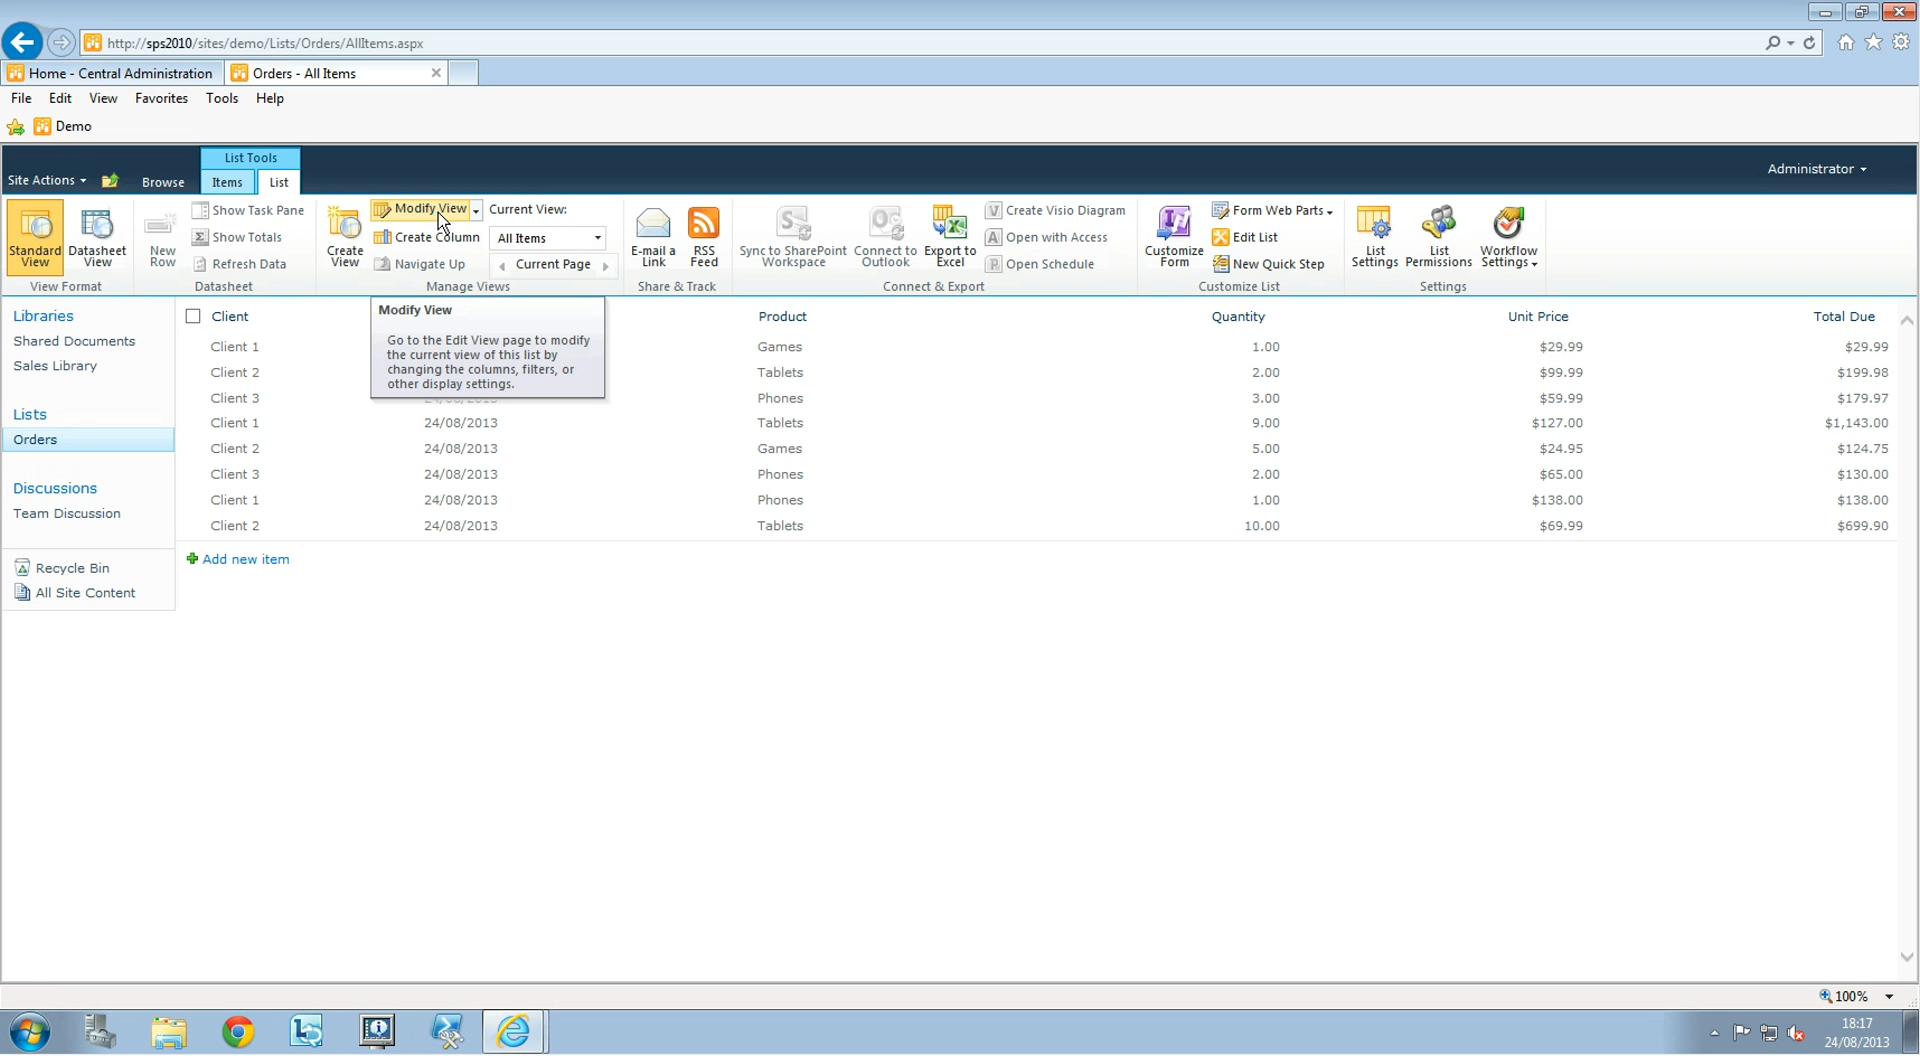 http://sps2010/sites/demo/Lists/Orders/AllItems.aspx
Home - Central Administration
Orders - All Items
File Edit View Favorites Tools Help
Demo
List Tools
Site Actions Browse Items List
Administrator
Standard View
Datasheet View
View Format
New Row
Show Task Pane
Show Totals
Refresh Data
Datasheet
Create View
Modify View
Create Column
Navigate Up
Current View:
All Items
Current Page
Manage Views
E-mail a Link
RSS Feed
Share & Track
Sync to SharePoint Workspace
Connect to Outlook
Export to Excel
Create Visio Diagram
Open with Access
Open Schedule
Connect & Export
Customize Form
Form Web Parts
Edit List
New Quick Step
Customize List
List Settings
List Permissions
Workflow Settings
Settings
Modify View
Go to the Edit View page to modify
the current view of this list by
changing the columns, filters, or
other display settings.
Libraries
Shared Documents
Sales Library
Lists
Orders
Discussions
Team Discussion
Recycle Bin
All Site Content
Client Product Quantity Unit Price Total Due
Client 1 Games 1.00 $29.99 $29.99
Client 2 Tablets 2.00 $99.99 $199.98
Client 3 24/08/2013 Phones 3.00 $59.99 $179.97
Client 1 24/08/2013 Tablets 9.00 $127.00 $1,143.00
Client 2 24/08/2013 Games 5.00 $24.95 $124.75
Client 3 24/08/2013 Phones 2.00 $65.00 $130.00
Client 1 24/08/2013 Phones 1.00 $138.00 $138.00
Client 2 24/08/2013 Tablets 10.00 $69.99 $699.90
Add new item
100%
18:17
24/08/2013